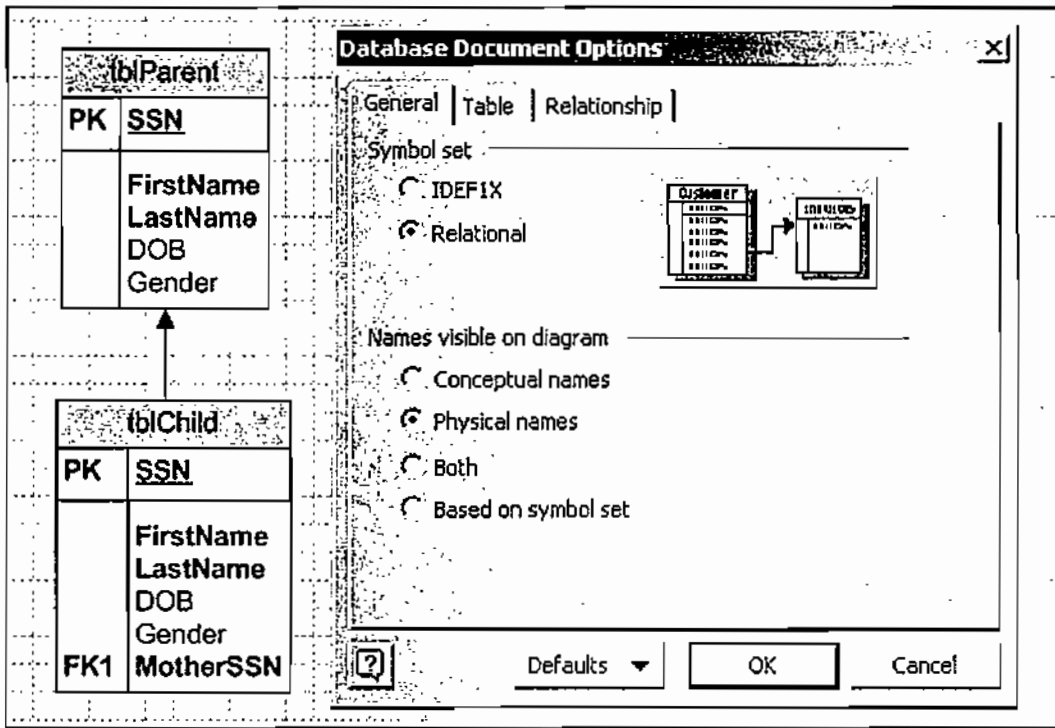 tblParent
PK SSN
FirstName
LastName
DOB
Gender
tblChild
PK SSN
FirstName
LastName
DOB
Gender
FK1 MotherSSN
Database Document Options
General Table Relationship
Symbol set
IDEF1X
Relational
Customer
Names visible on diagram
Conceptual names
Physical names
Both
Based on symbol set
Defaults OK Cancel